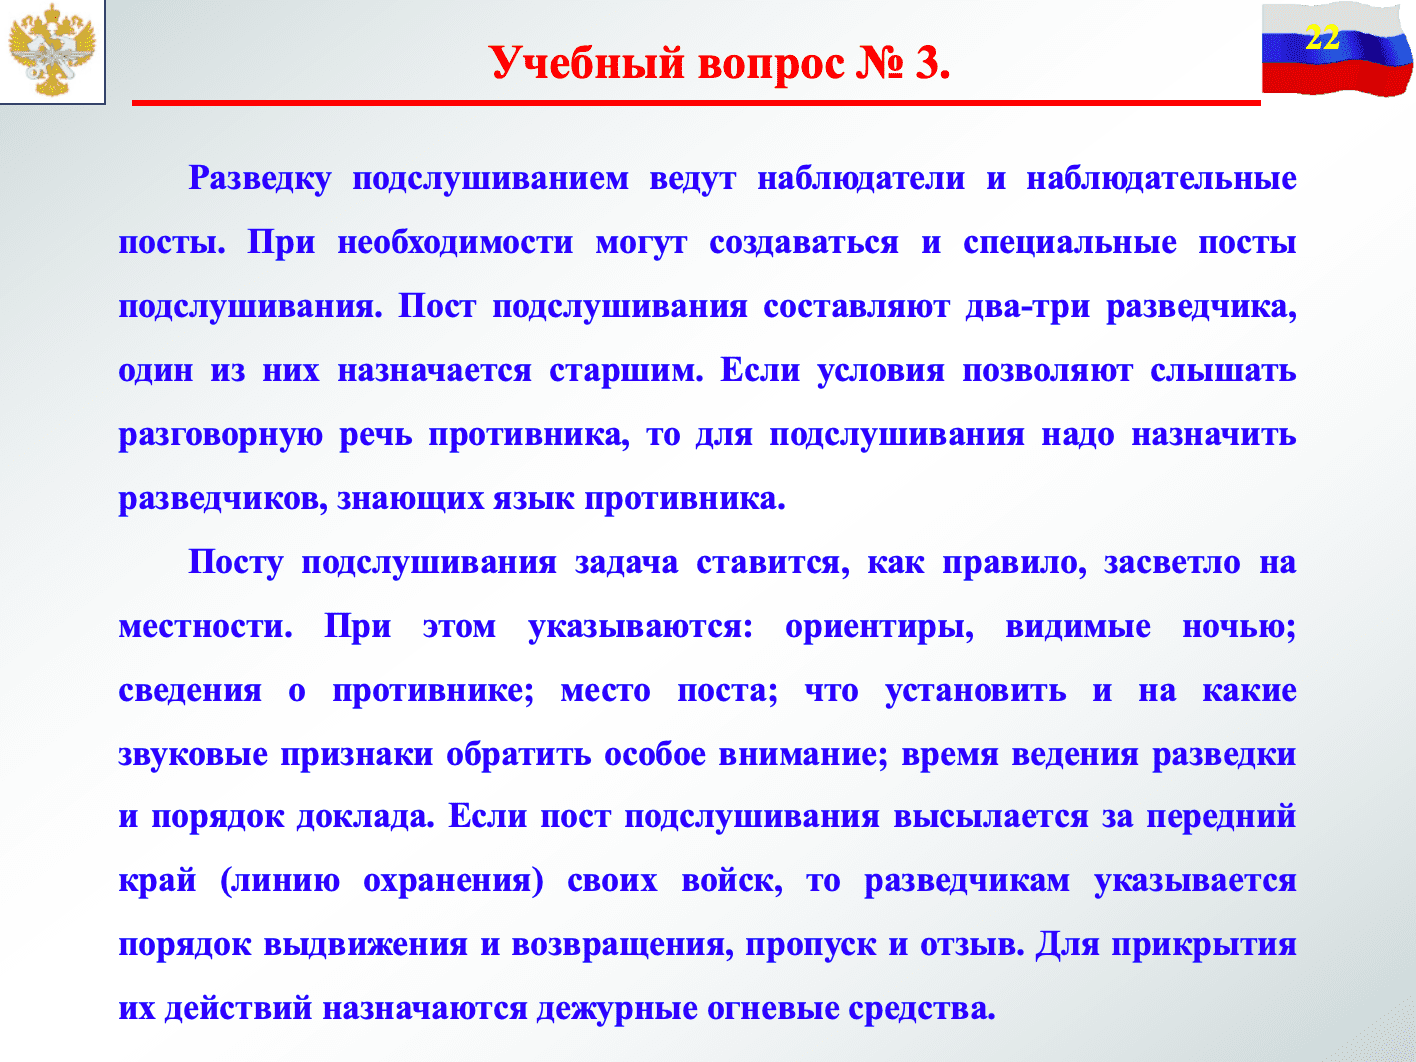 22
Учебный вопрос № 3.
Разведку подслушиванием ведут наблюдатели и наблюдательные
посты. При необходимости могут создаваться и специальные посты
подслушивания. Пост подслушивания составляют два-три разведчика,
один из них назначается старшим. Если условия позволяют слышать
разговорную речь противника, то для подслушивания надо назначить
разведчиков, знающих язык противника.
Посту подслушивания задача ставится, как правило, засветло на
местности. При этом указываются: ориентиры, видимые ночью;
сведения о противнике; место поста; что установить и на какие
звуковые признаки обратить особое внимание; время ведения разведки
и порядок доклада. Если пост подслушивания высылается за передний
край (линию охранения) своих войск, то разведчикам указывается
порядок выдвижения и возвращения, пропуск и отзыв. Для прикрытия
их действий назначаются дежурные огневые средства.